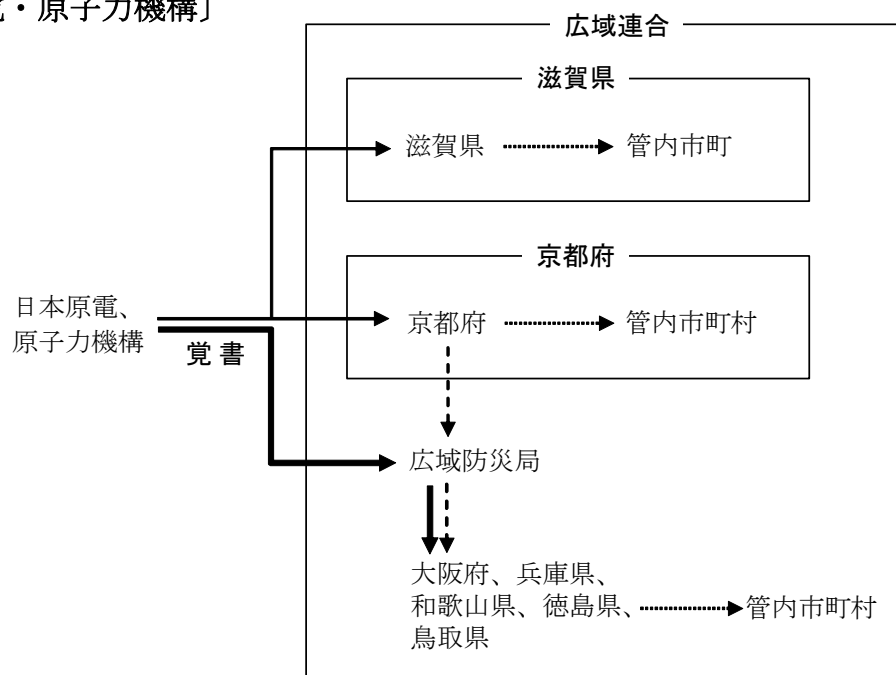 ・原子力機構〕
広域連合
滋賀県
滋賀県
管内市町
京都府
京都府
管内市町村
日本原電、
原子力機構
覚書
広域防災局
大阪府、兵庫県、
和歌山県、徳島県、
鳥取県
管内市町村